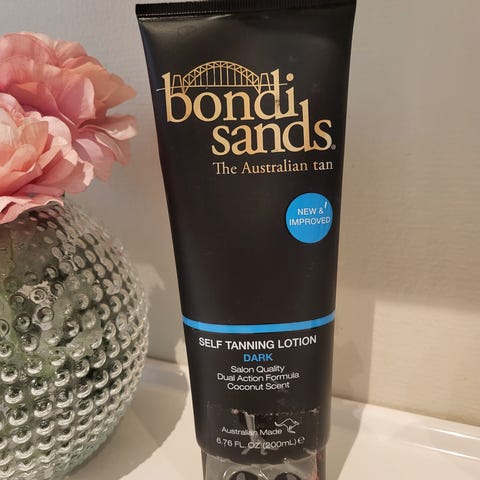 bondi
sands®
The Australian tan
NEW &
IMPROVED
SELF TANNING LOTION
DARK
Salon Quality
Dual Action Formula
Coconut Scent
Australian Made
6.76 FL. OZ (200mL) e